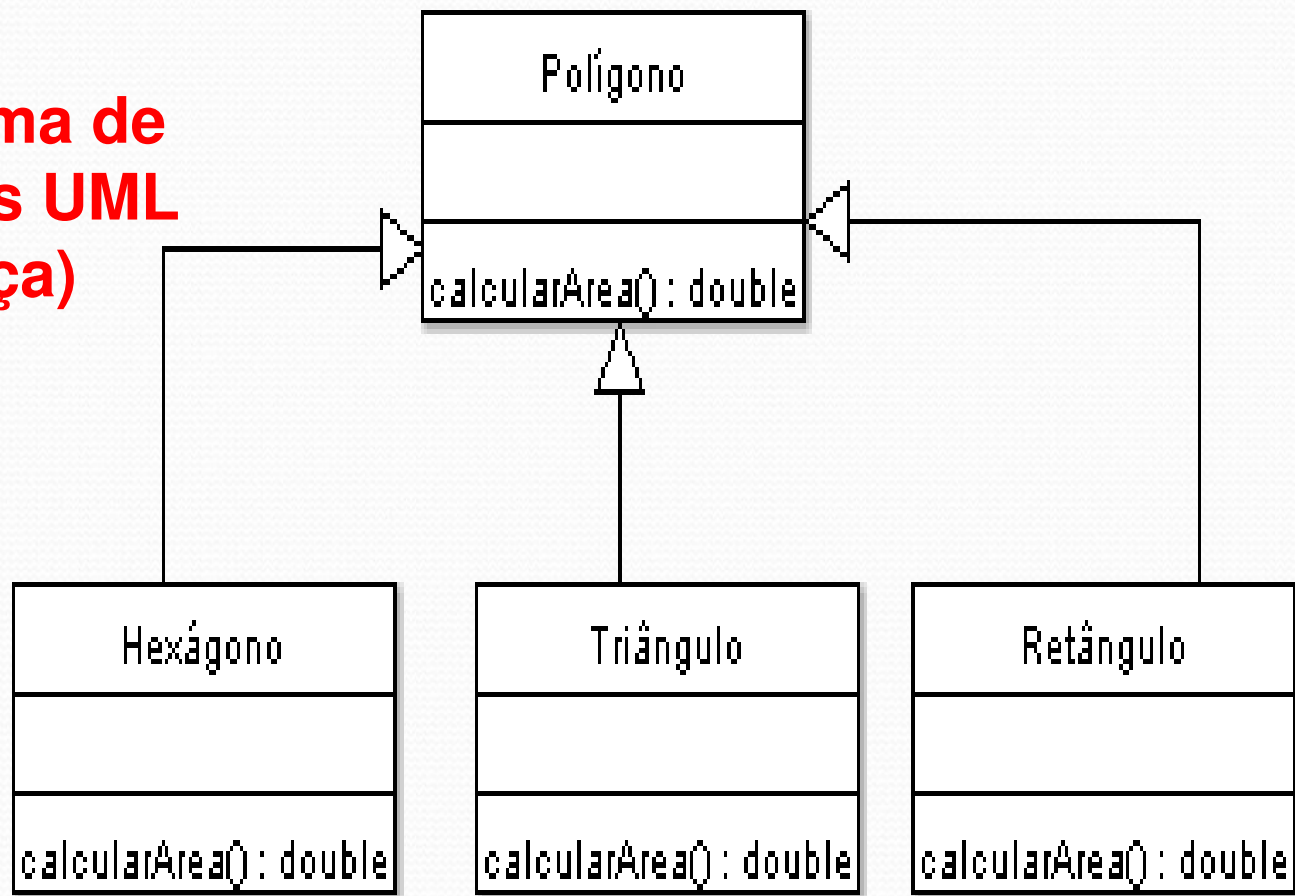 ma de
s UML
ça)
Polígono
calcularArea() : double
Hexágono
calcularArea() : double
Triângulo
calcularArea() : double
Retângulo
calcularArea() : double